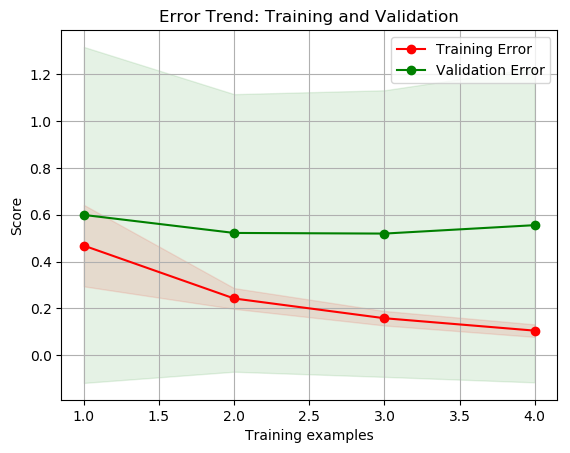 Error Trend: Training and Validation
Training Error
Validation Error
1.2
1.0
0.8
0.6
0.4
0.2
0.0
Score
1.0 1.5 2.0 2.5 3.0 3.5 4.0
Training examples